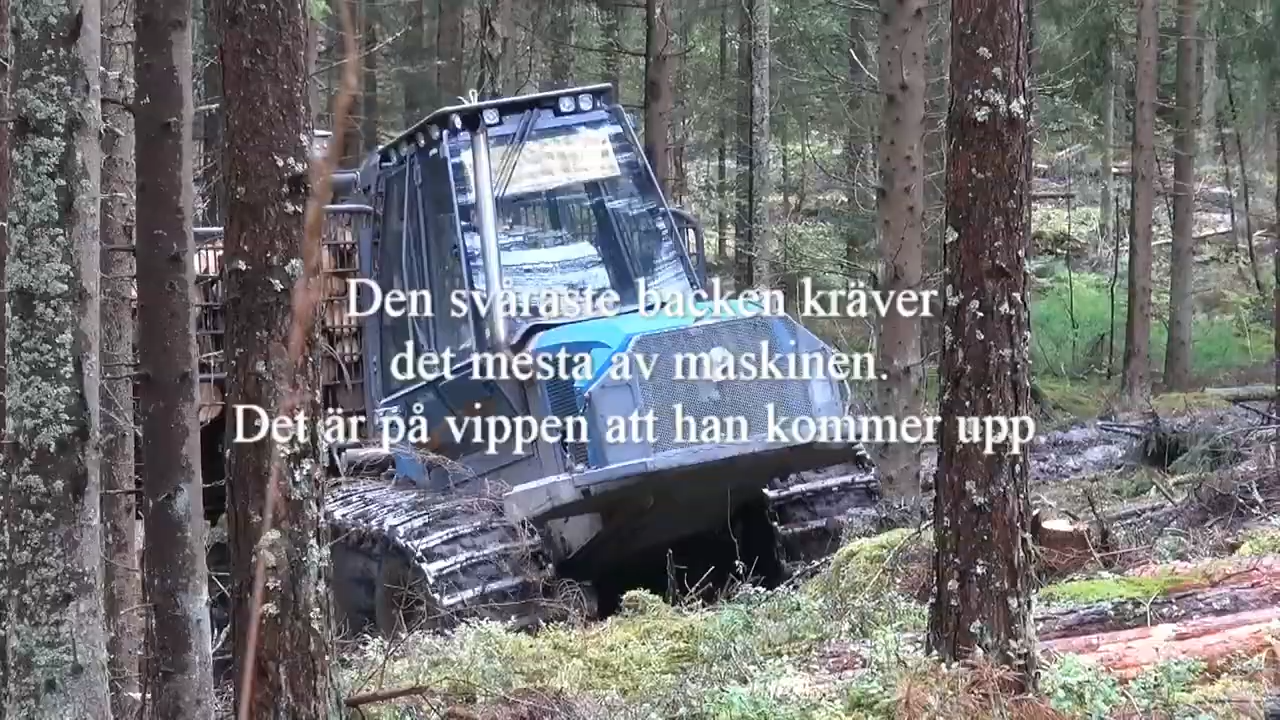 Den svåraste backen kräver
det mesta av maskinen.
Det är på vippen att han kommer upp